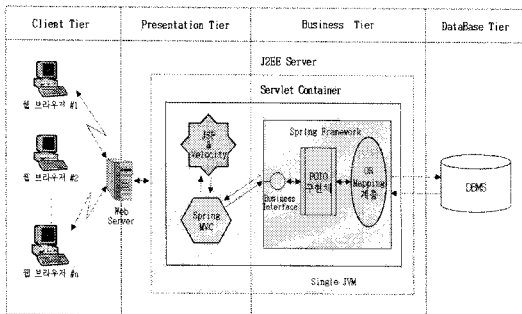 Client Tier
Presentation Tier
Business Tier
DataBase Tier
J2EE Server
Servlet Container
웹 브라우저 #1
JSP
&
Velocity
Spring Framework
POJO
구현체
OR
Mapping
계층
웹 브라우저 #2
Web
Server
Business
Interface
DBMS
Spring
MVC
웹 브라우저 #n
Single JVM